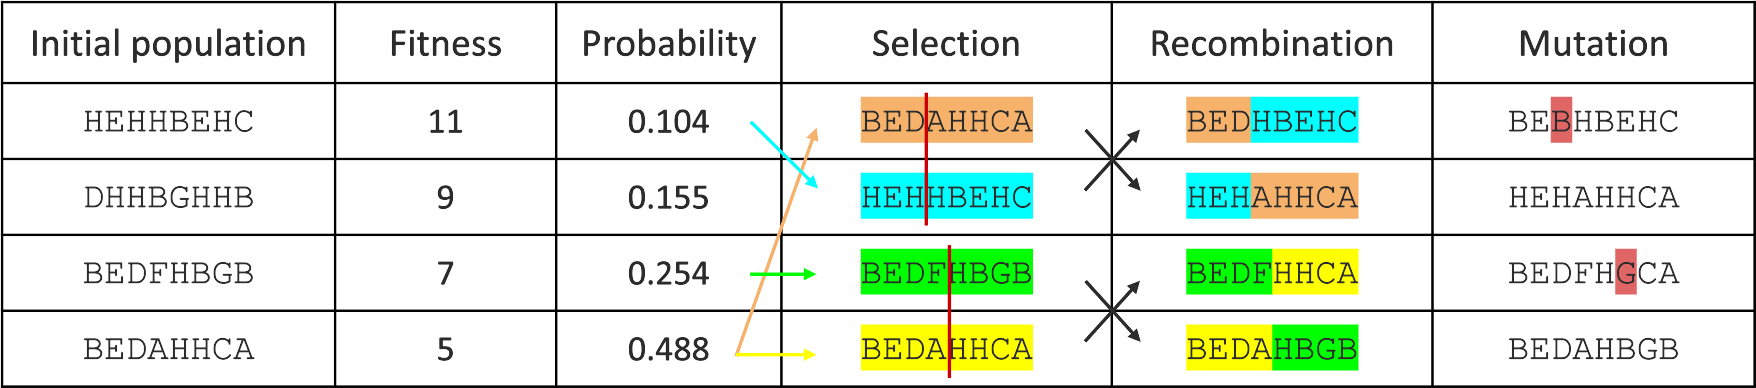 Initial population Fitness Probability Selection Recombination Mutation
HEHHBEHC 11 0.104 BEDAHHCA BEDHBEHC BEBHBEHC
DHHBGHHB 9 0.155 HEHHBEHC HEHAHHCA HEHAHHCA
BEDFHBGB 7 0.254 BEDFHBGB BEDFHHCA BEDFHGCA
BEDAHHCA 5 0.488 BEDAHHCA BEDAHBGB BEDAHBGB